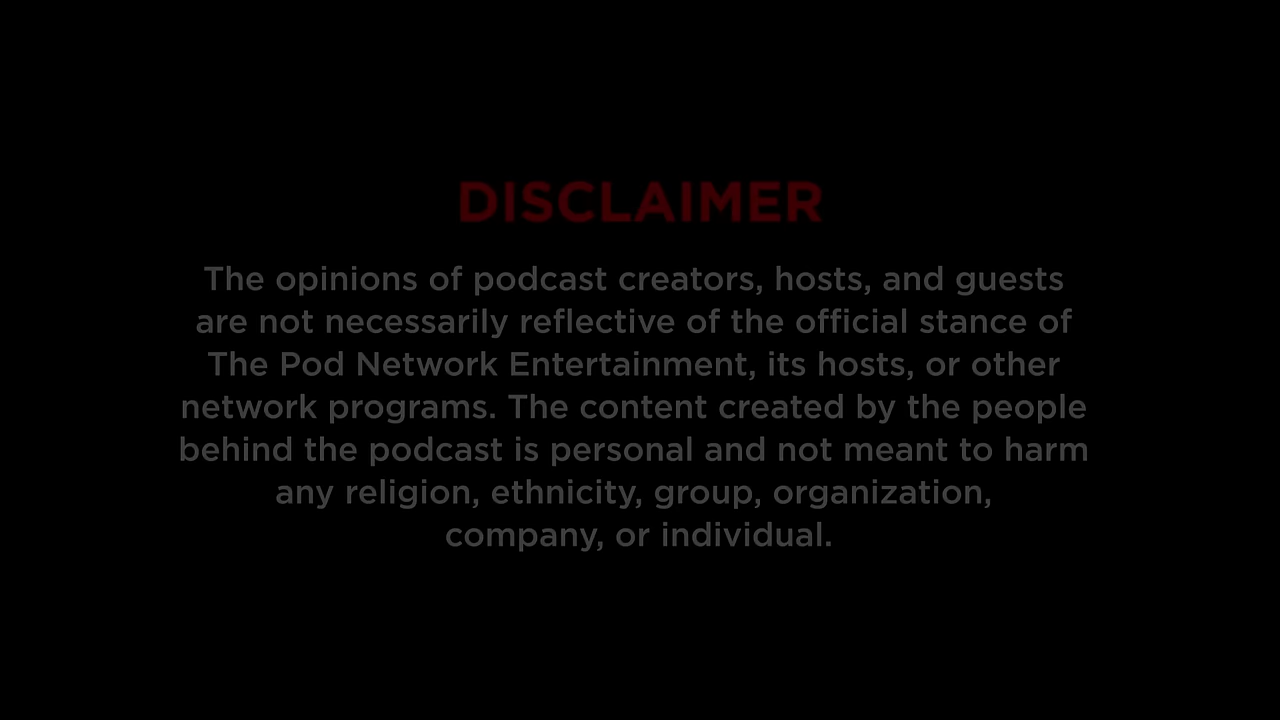 DISCLAIMER
The opinions of podcast creators, hosts, and guests
are not necessarily reflective of the official stance of
The Pod Network Entertainment, its hosts, or other
network programs. The content created by the people
behind the podcast is personal and not meant to harm
any religion, ethnicity, group, organization,
company, or individual.